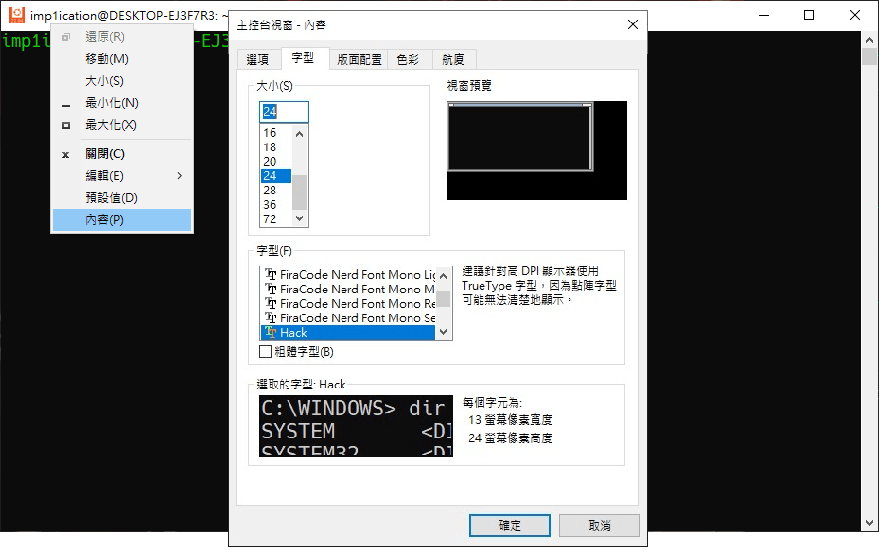 imp1ication@DESKTOP-EJ3F7R3: ~
還原(R)
移動(M)
大小(S)
最小化(N)
最大化(X)
關閉(C)
編輯(E)
預設值(D)
內容(P)
主控台視窗 - 內容
選項 字型 版面配置 色彩 航廈
大小(S)
24
16
18
20
24
28
36
72
視窗預覽
字型(F)
FiraCode Nerd Font Mono Lig
FiraCode Nerd Font Mono M
FiraCode Nerd Font Mono Re
FiraCode Nerd Font Mono Se
Hack
粗體字型(B)
建議針對高 DPI 顯示器使用
TrueType 字型，因為點陣字型
可能無法清楚地顯示。
選取的字型: Hack
C:\WINDOWS> dir
SYSTEM <DI
SYSTEM32 <DI
每個字元為:
13 螢幕像素寬度
24 螢幕像素高度
確定 取消